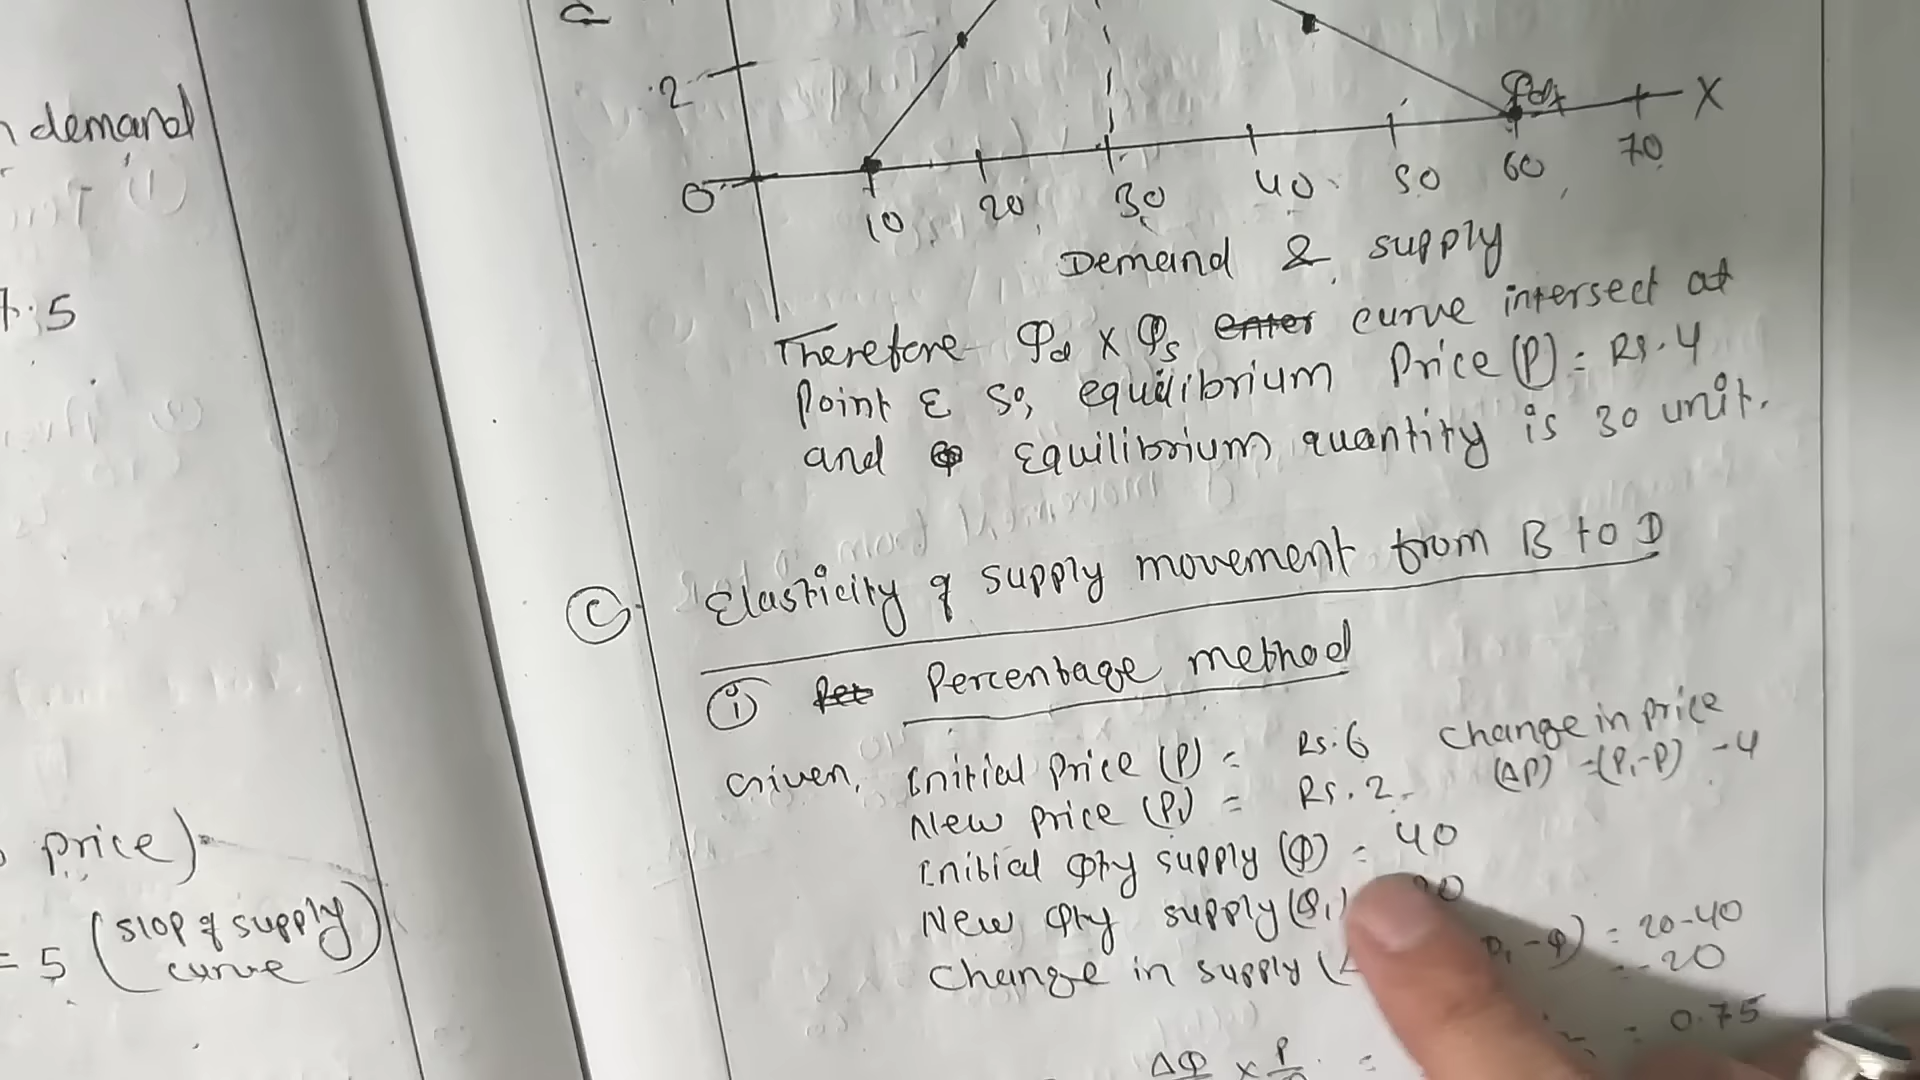 demand
5
price)
= 5 (slop of supply
curve)
2
0
10 20 30 40 50 60 70
X
Demand & supply
Therefore Qd x Qs enter curve intersect at
Point E So, equilibrium Price (P) = Rs. 4
and equilibrium quantity is 30 unit.
(C) Elasticity of supply movement from B to D
(i) Per Percentage method
Given, Initial price (P) = Rs. 6 Change in price
New price (P1) = Rs. 2 (ΔP) = (P1-P) -4
Initial Qty supply (Q) = 40
New Qty supply (Q1)
Change in supply ( - Q) = 20-40
= -20
ΔQ x P = = 0.75